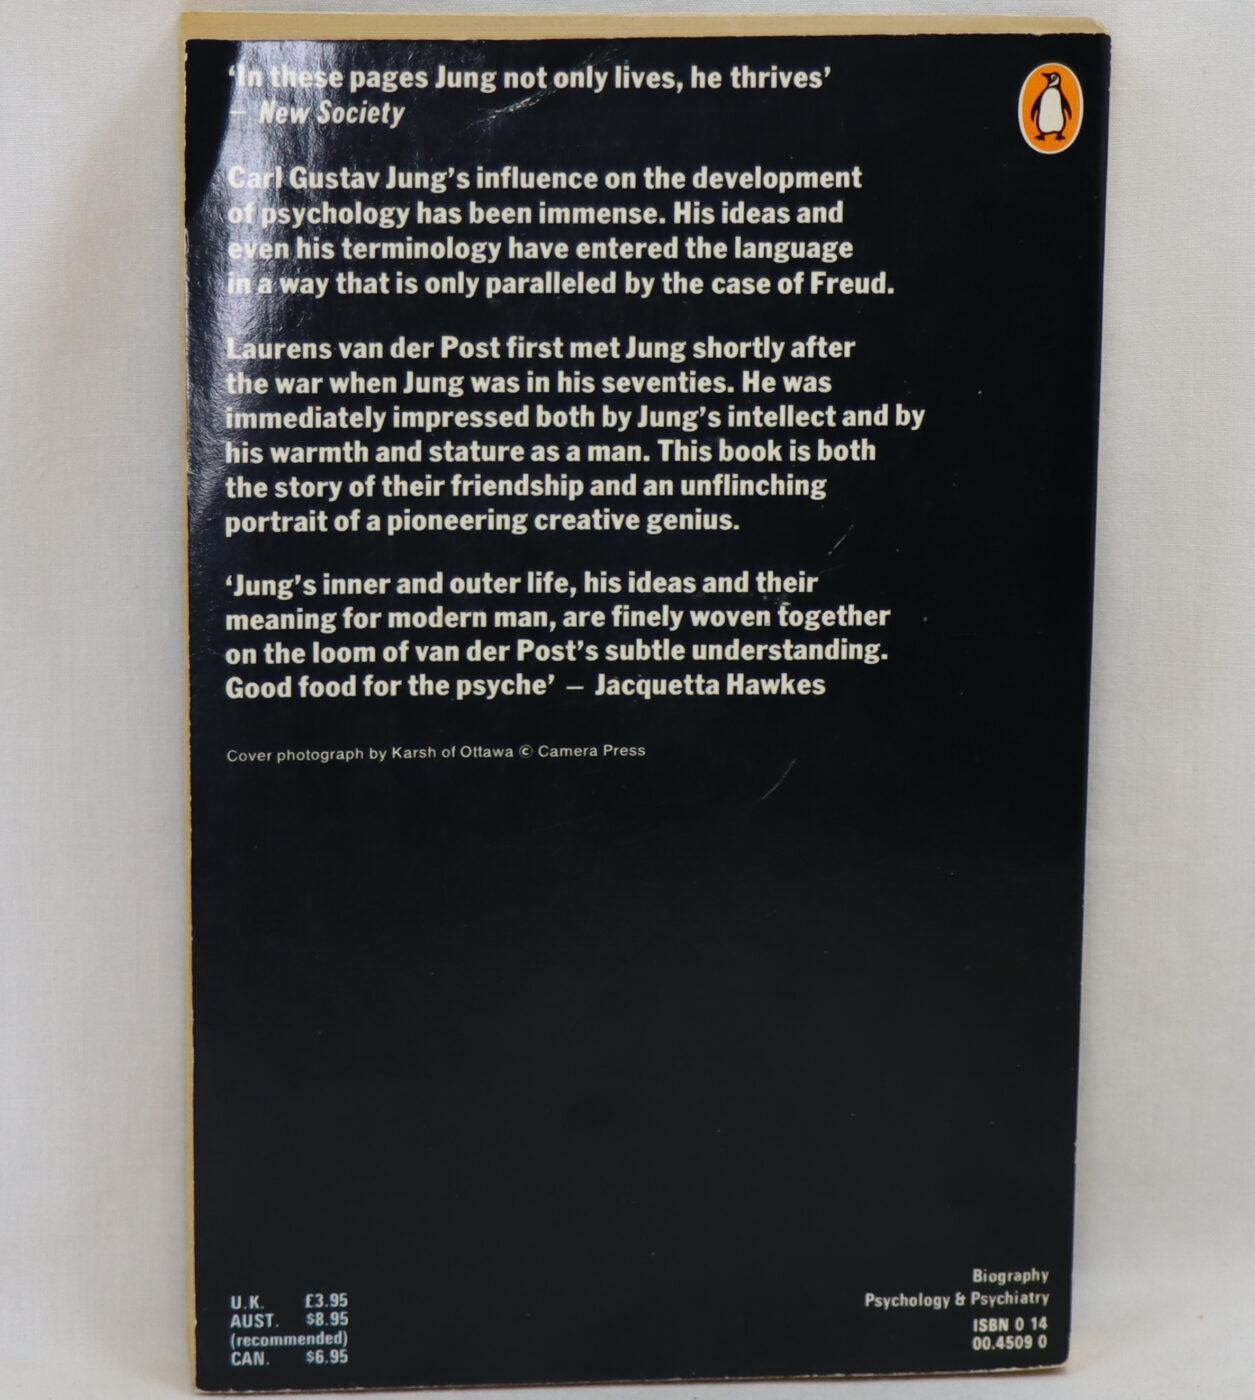 ‘In these pages Jung not only lives, he thrives’
– New Society
Carl Gustav Jung’s influence on the development
of psychology has been immense. His ideas and
even his terminology have entered the language
in a way that is only paralleled by the case of Freud.
Laurens van der Post first met Jung shortly after
the war when Jung was in his seventies. He was
immediately impressed both by Jung’s intellect and by
his warmth and stature as a man. This book is both
the story of their friendship and an unflinching
portrait of a pioneering creative genius.
‘Jung’s inner and outer life, his ideas and their
meaning for modern man, are finely woven together
on the loom of van der Post’s subtle understanding.
Good food for the psyche’ – Jacquetta Hawkes
Cover photograph by Karsh of Ottawa © Camera Press
U.K. £3.95
AUST. $8.95
(recommended)
CAN. $6.95
Biography
Psychology & Psychiatry
ISBN 0 14
00.4509 0